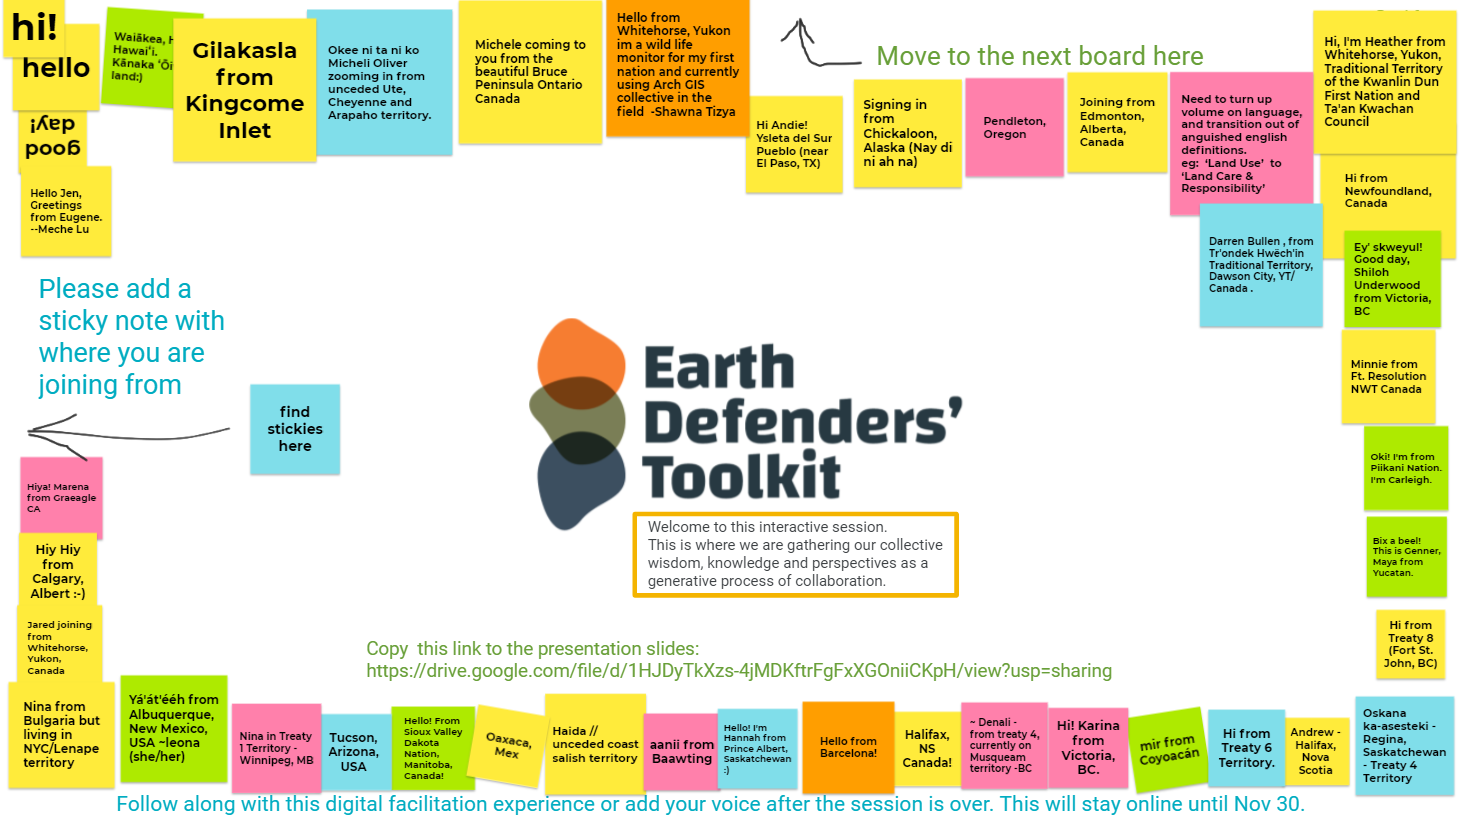 hi!
hello
Waiākea, H
Hawaiʻi.
Kānaka ʻŌi
land:)
Gilakasla
from
Kingcome
Inlet
Okee ni ta ni ko
Micheli Oliver
zooming in from
unceded Ute,
Cheyenne and
Arapaho territory.
Michele coming to
you from the
beautiful Bruce
Peninsula Ontario
Canada
Hello from
Whitehorse, Yukon
im a wild life
monitor for my first
nation and currently
using Arch GIS
collective in the
field -Shawna Tizya
Move to the next board here
Hi Andie!
Ysleta del Sur
Pueblo (near
El Paso, TX)
Signing in
from
Chickaloon,
Alaska (Nay di
ni ah na)
Pendleton,
Oregon
Joining from
Edmonton,
Alberta,
Canada
Need to turn up
volume on language,
and transition out of
anguished english
definitions.
eg: ‘Land Use’ to
‘Land Care &
Responsibility’
Hi, I'm Heather from
Whitehorse, Yukon,
Traditional Territory
of the Kwanlin Dun
First Nation and
Ta'an Kwachan
Council
good
day!
Hello Jen,
Greetings
from Eugene.
--Meche Lu
Hi from
Newfoundland,
Canada
Darren Bullen , from
Tr'ondek Hwëch'in
Traditional Territory,
Dawson City, YT/
Canada .
Ey' skweyul!
Good day,
Shiloh
Underwood
from Victoria,
BC
Please add a
sticky note with
where you are
joining from
find
stickies
here
Earth
Defenders’
Toolkit
Welcome to this interactive session.
This is where we are gathering our collective
wisdom, knowledge and perspectives as a
generative process of collaboration.
Minnie from
Ft. Resolution
NWT Canada
Oki! I'm from
Piikani Nation.
I'm Carleigh.
Bix a beel!
This is Genner,
Maya from
Yucatan.
Hi from
Treaty 8
(Fort St.
John, BC)
Hiya! Marena
from Graeagle
CA
Hiy Hiy
from
Calgary,
Albert :-)
Jared joining
from
Whitehorse,
Yukon,
Canada
Copy this link to the presentation slides:
https://drive.google.com/file/d/1HJDyTkXzs-4jMDKftrFgFxXGOniiCKpH/view?usp=sharing
Nina from
Bulgaria but
living in
NYC/Lenape
territory
Yá'át'ééh from
Albuquerque,
New Mexico,
USA ~leona
(she/her)
Nina in Treaty
1 Territory -
Winnipeg, MB
Tucson,
Arizona,
USA
Hello! From
Sioux Valley
Dakota
Nation,
Manitoba,
Canada!
Oaxaca,
Mex
Haida //
unceded coast
salish territory
aanii from
Baawting
Hello! I'm
Hannah from
Prince Albert,
Saskatchewan
:)
Hello from
Barcelona!
Halifax,
NS
Canada!
~ Denali -
from treaty 4,
currently on
Musqueam
territory -BC
Hi! Karina
from
Victoria,
BC.
mir from
Coyoacán
Hi from
Treaty 6
Territory.
Andrew -
Halifax,
Nova
Scotia
Oskana
ka-asesteki -
Regina,
Saskatchewan
- Treaty 4
Territory
Follow along with this digital facilitation experience or add your voice after the session is over. This will stay online until Nov 30.